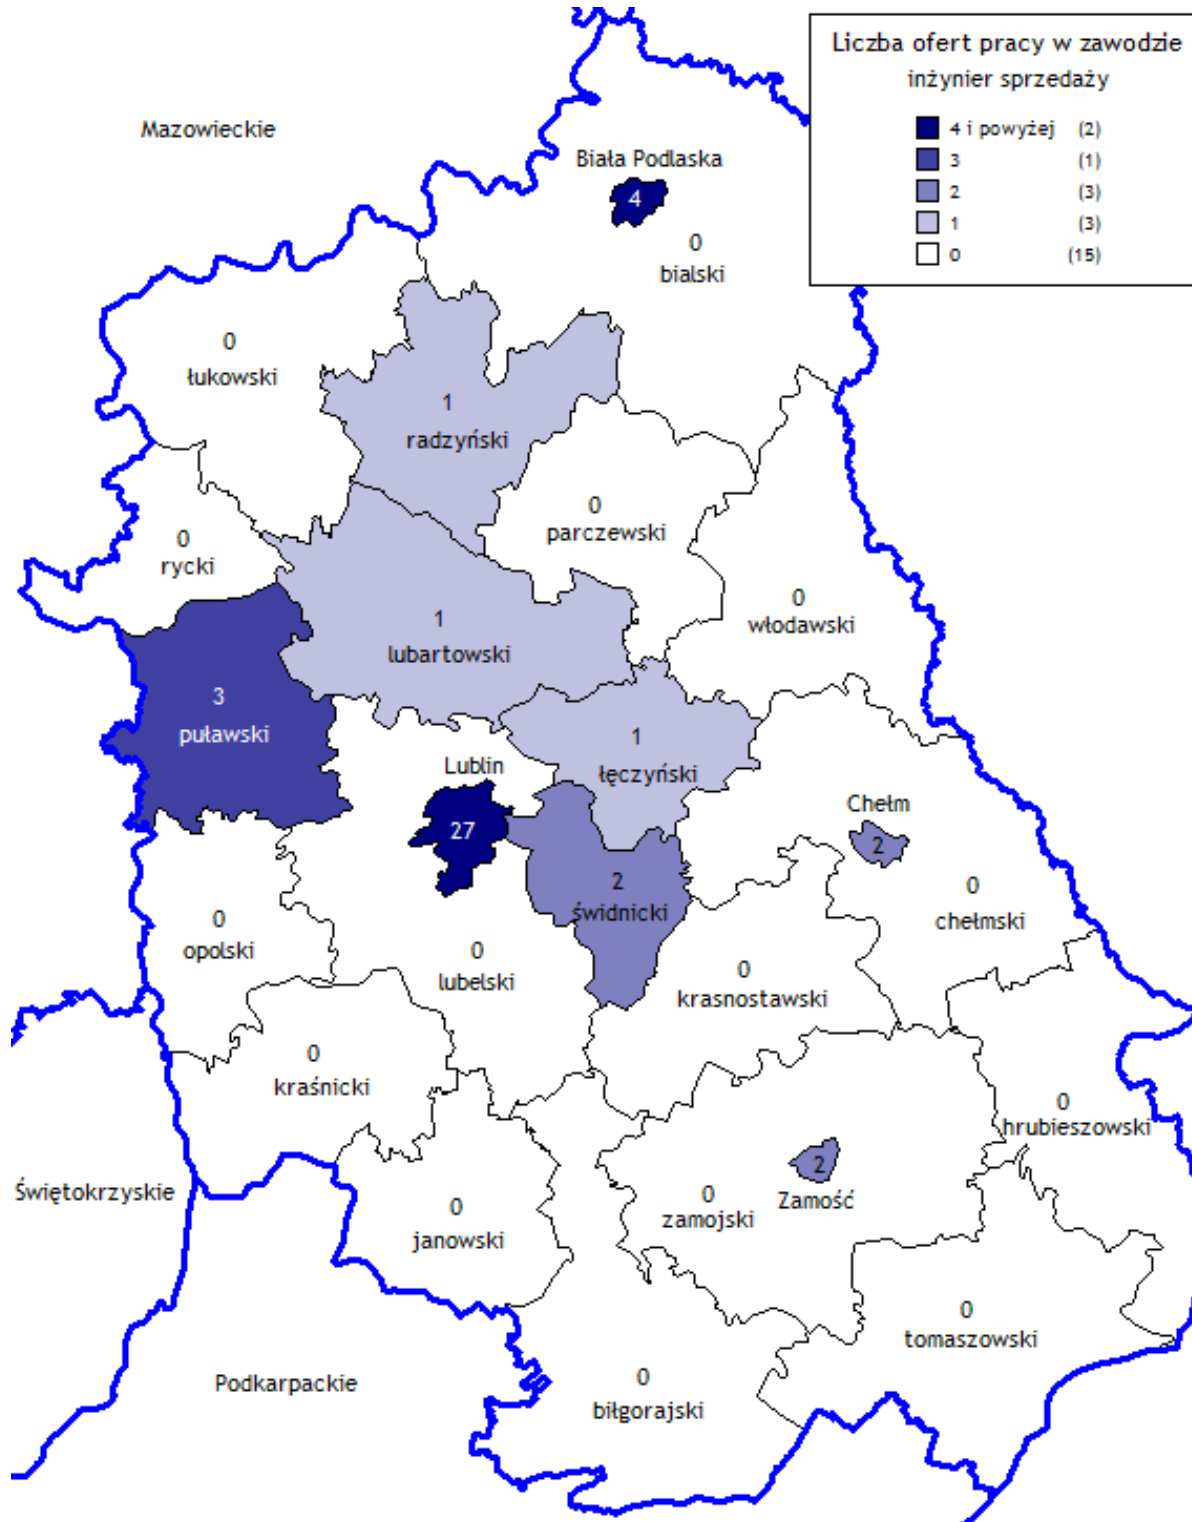 Liczba ofert pracy w zawodzie
inżynier sprzedaży
4 i powyżej (2)
3 (1)
2 (3)
1 (3)
0 (15)
Mazowieckie
Biała Podlaska
4
0
bialski
0
łukowski
1
radzyński
0
parczewski
0
rycki
0
włodawski
1
lubartowski
3
puławski
1
łęczyński
Lublin
27
Chełm
2
2
świdnicki
0
chełmski
0
opolski
0
lubelski
0
krasnostawski
0
kraśnicki
0
hrubieszowski
2
Zamość
0
zamojski
Świętokrzyskie
0
janowski
0
tomaszowski
Podkarpackie
0
biłgorajski